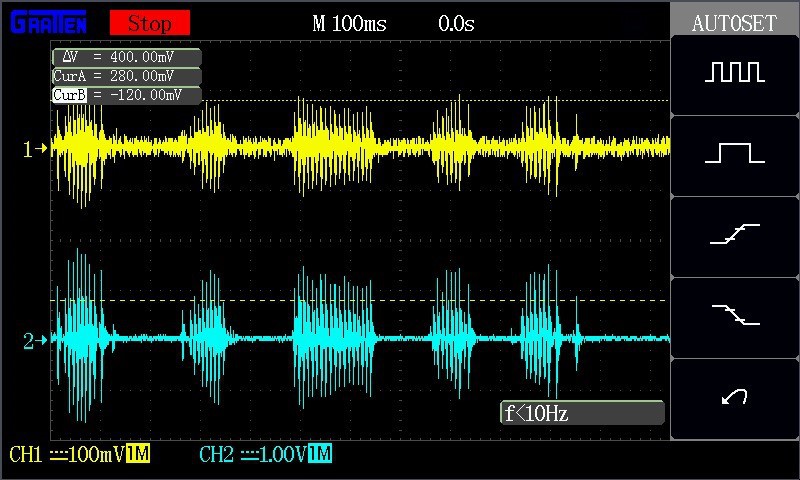 GRATTEN Stop M 100ms 0.0s AUTOSET
ΔV = 400.00mV
CurA = 280.00mV
CurB = -120.00mV
1
2
f<10Hz
CH1 100mV 1M CH2 1.00V 1M